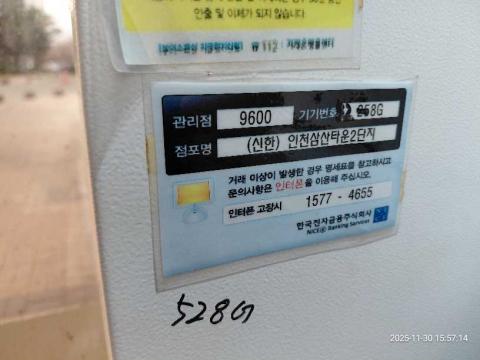 인출 및 이체가 되지 않습니다
☎ 112
관리점 9600 기기번호 258G
점포명 (신한) 인천삼산타운2단지
거래 이상이 발생한 경우 명세표를 참고하시고
문의사항은 인터폰을 이용해 주십시오.
인터폰 고장시 1577 - 4655
한국전자금융주식회사
NICE Banking Services
528G
2025-11-30 15:57:14